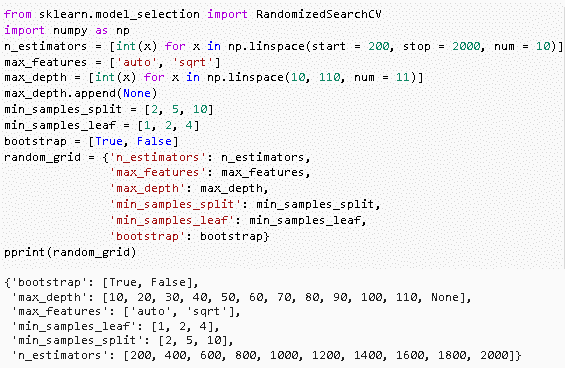 from sklearn.model_selection import RandomizedSearchCV
import numpy as np
n_estimators = [int(x) for x in np.linspace(start = 200, stop = 2000, num = 10)]
max_features = ['auto', 'sqrt']
max_depth = [int(x) for x in np.linspace(10, 110, num = 11)]
max_depth.append(None)
min_samples_split = [2, 5, 10]
min_samples_leaf = [1, 2, 4]
bootstrap = [True, False]
random_grid = {'n_estimators': n_estimators,
               'max_features': max_features,
               'max_depth': max_depth,
               'min_samples_split': min_samples_split,
               'min_samples_leaf': min_samples_leaf,
               'bootstrap': bootstrap}
pprint(random_grid)
{'bootstrap': [True, False],
 'max_depth': [10, 20, 30, 40, 50, 60, 70, 80, 90, 100, 110, None],
 'max_features': ['auto', 'sqrt'],
 'min_samples_leaf': [1, 2, 4],
 'min_samples_split': [2, 5, 10],
 'n_estimators': [200, 400, 600, 800, 1000, 1200, 1400, 1600, 1800, 2000]}